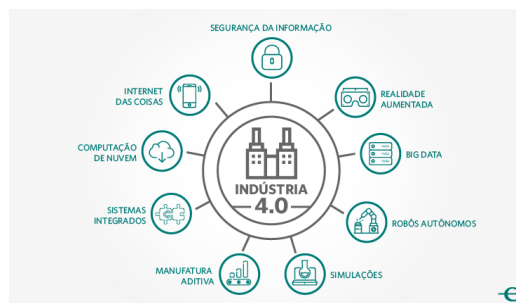 SEGURANÇA DA INFORMAÇÃO
INTERNET
DAS COISAS
REALIDADE
AUMENTADA
COMPUTAÇÃO
DE NUVEM
BIG DATA
INDÚSTRIA
4.0
SISTEMAS
INTEGRADOS
ROBÔS AUTÔNOMOS
MANUFATURA
ADITIVA
SIMULAÇÕES